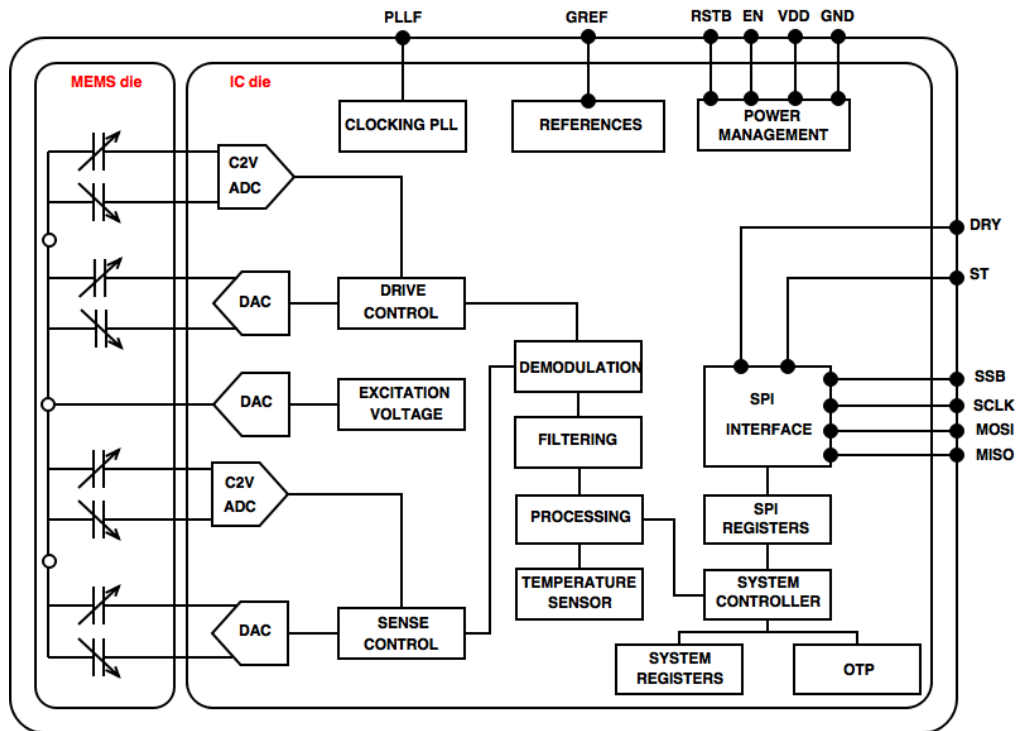 PLLF
GREF
RSTB EN VDD GND
MEMS die
IC die
CLOCKING PLL
REFERENCES
POWER
MANAGEMENT
C2V
ADC
DRY
ST
DAC
DRIVE
CONTROL
DEMODULATION
DAC
EXCITATION
VOLTAGE
SPI
INTERFACE
SSB
SCLK
MOSI
MISO
FILTERING
C2V
ADC
PROCESSING
SPI
REGISTERS
TEMPERATURE
SENSOR
SYSTEM
CONTROLLER
DAC
SENSE
CONTROL
SYSTEM
REGISTERS
OTP